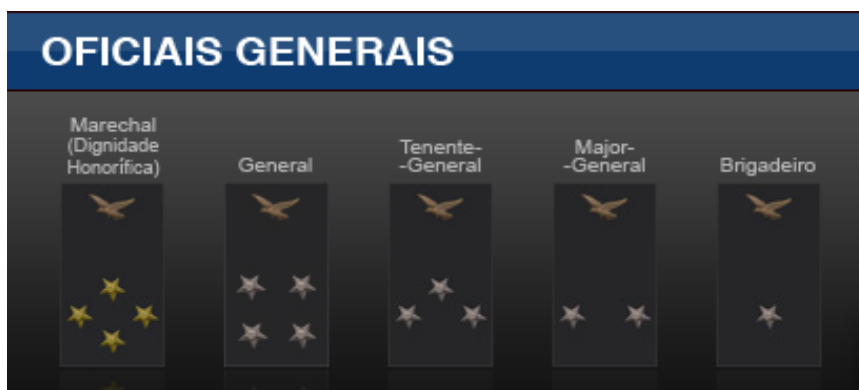 OFICIAIS GENERAIS
Marechal
(Dignidade
Honorífica)
General
Tenente-
-General
Major-
-General
Brigadeiro